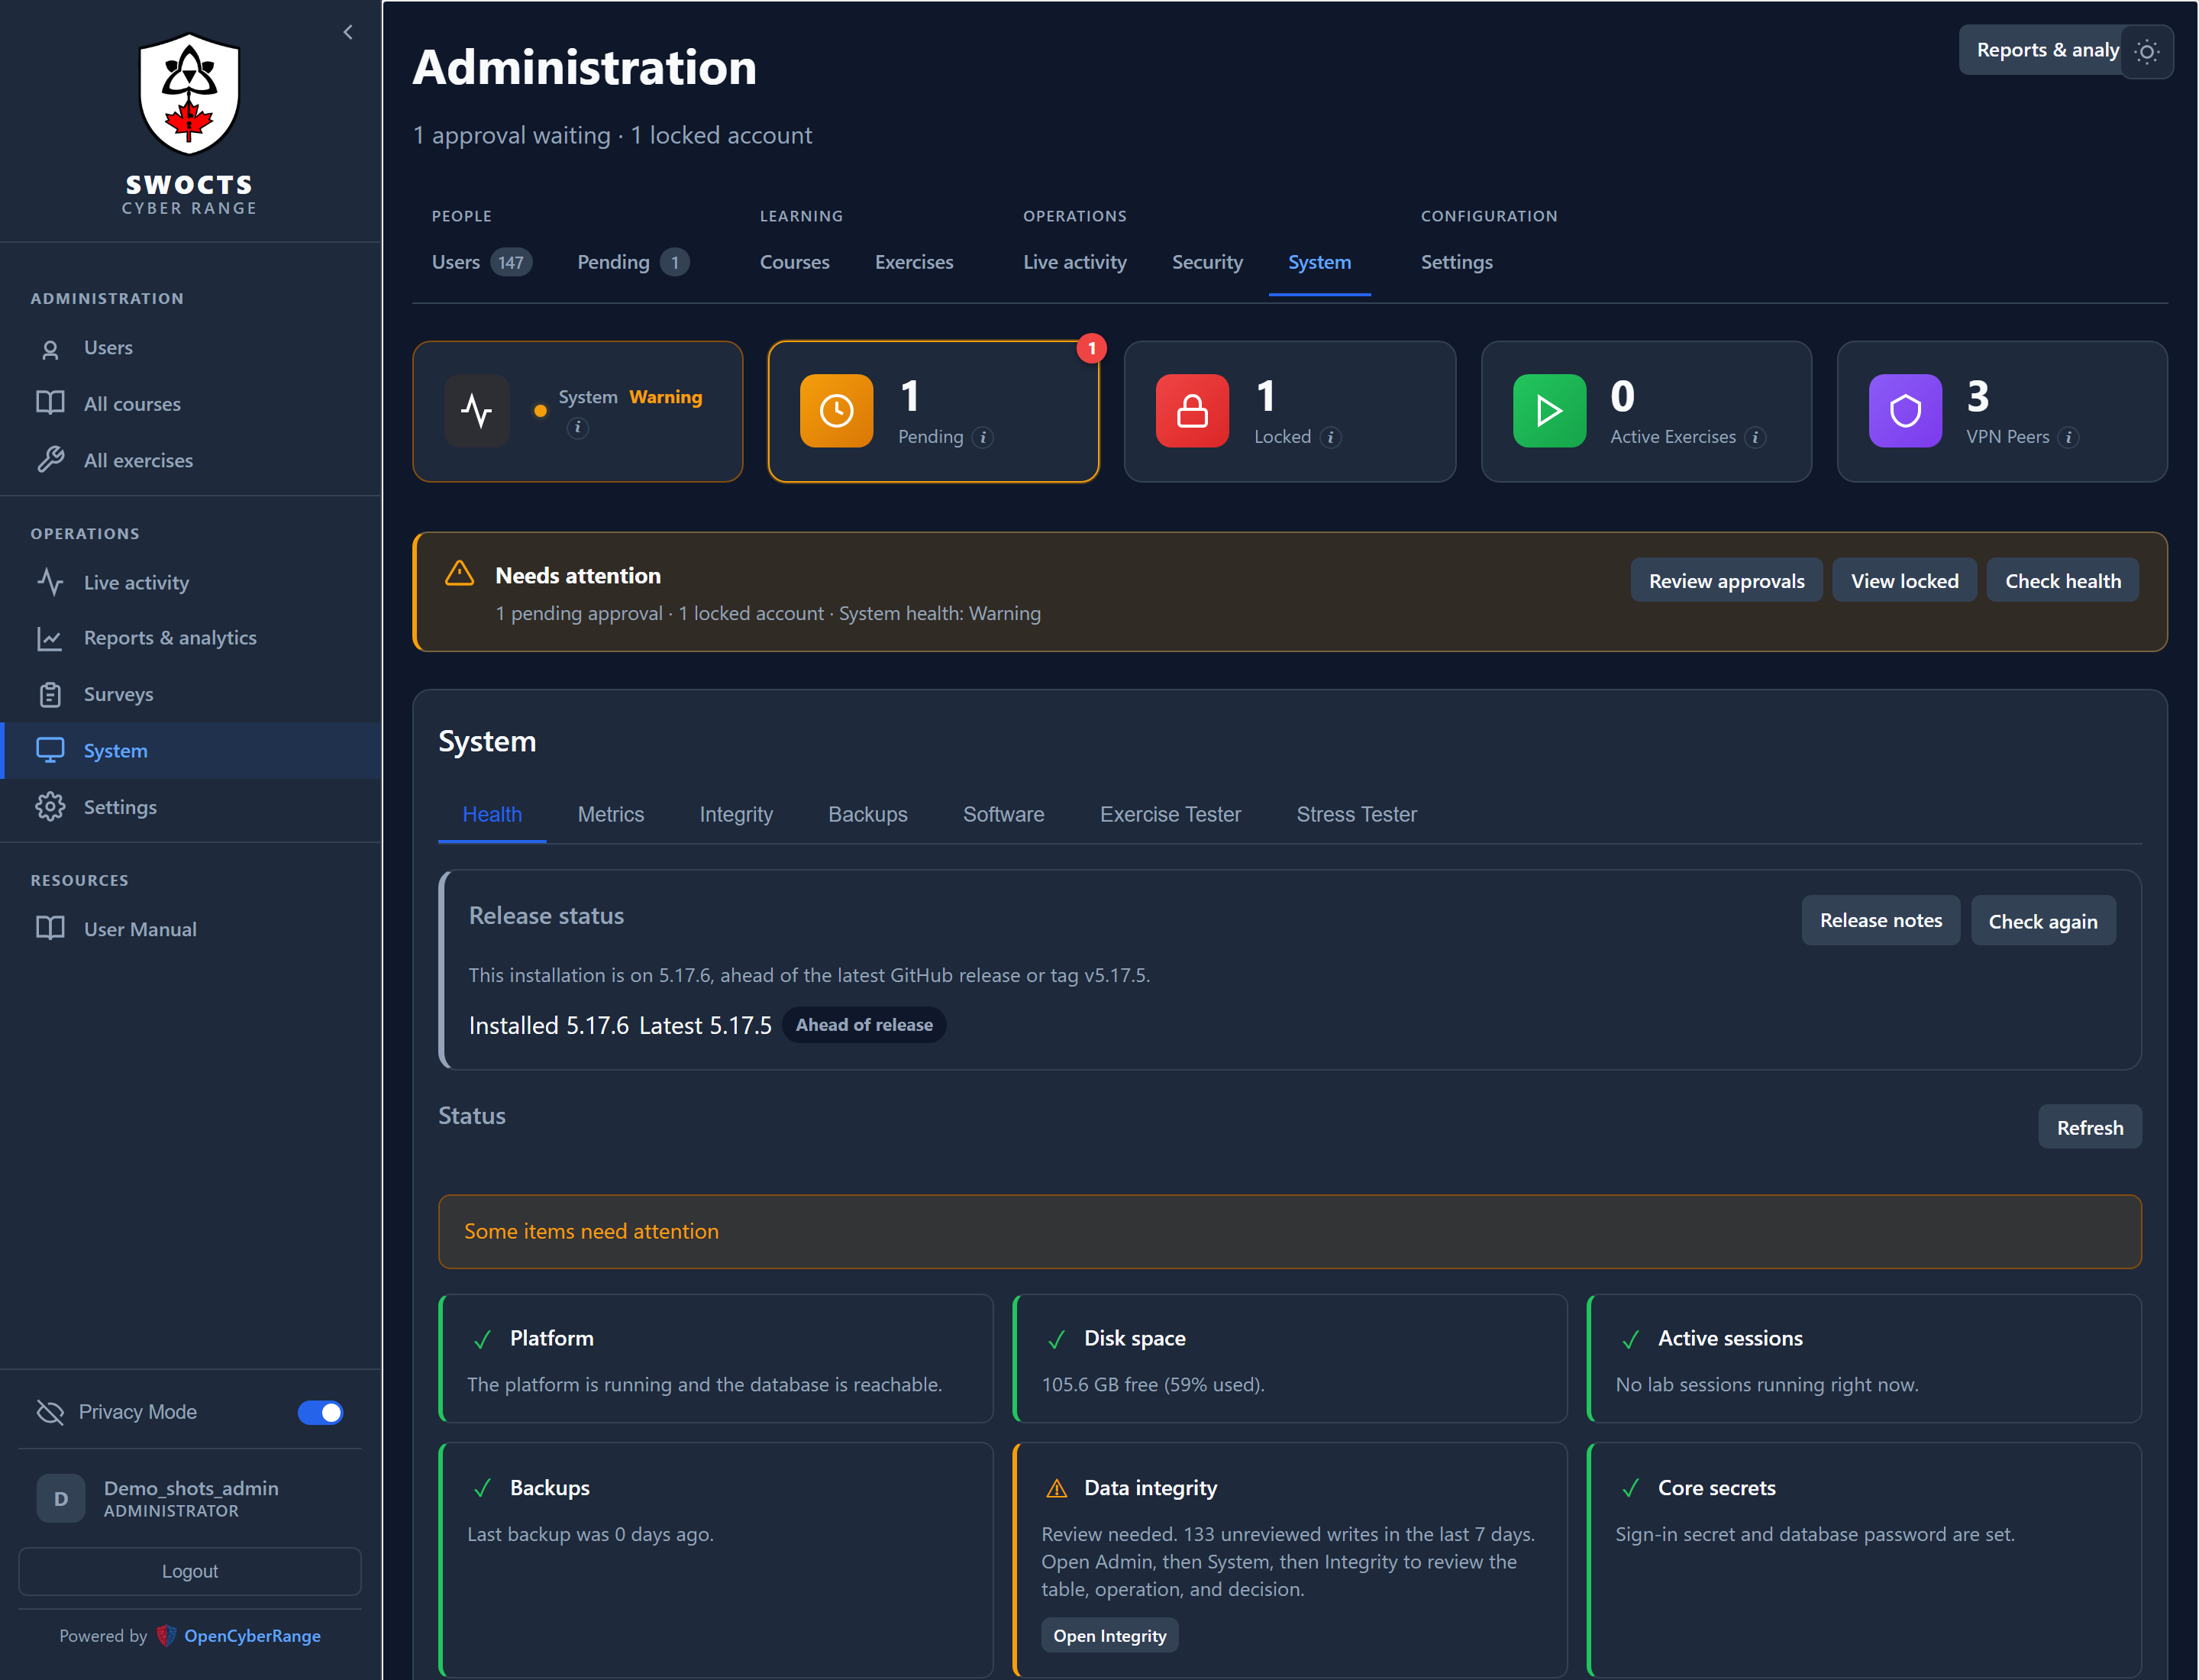 SWOCTS
CYBER RANGE
ADMINISTRATION
Users
All courses
All exercises
OPERATIONS
Live activity
Reports & analytics
Surveys
System
Settings
RESOURCES
User Manual
Privacy Mode
D
Demo_shots_admin
ADMINISTRATOR
Logout
Powered by OpenCyberRange
Administration
Reports & analy
1 approval waiting · 1 locked account
PEOPLE
Users 147
Pending 1
LEARNING
Courses
Exercises
OPERATIONS
Live activity
Security
System
CONFIGURATION
Settings
System Warning
i
1
1
Pending i
1
Locked i
0
Active Exercises i
3
VPN Peers i
Needs attention
1 pending approval · 1 locked account · System health: Warning
Review approvals
View locked
Check health
System
Health
Metrics
Integrity
Backups
Software
Exercise Tester
Stress Tester
Release status
Release notes
Check again
This installation is on 5.17.6, ahead of the latest GitHub release or tag v5.17.5.
Installed 5.17.6 Latest 5.17.5 Ahead of release
Status
Refresh
Some items need attention
Platform
The platform is running and the database is reachable.
Disk space
105.6 GB free (59% used).
Active sessions
No lab sessions running right now.
Backups
Last backup was 0 days ago.
Data integrity
Review needed. 133 unreviewed writes in the last 7 days.
Open Admin, then System, then Integrity to review the
table, operation, and decision.
Open Integrity
Core secrets
Sign-in secret and database password are set.